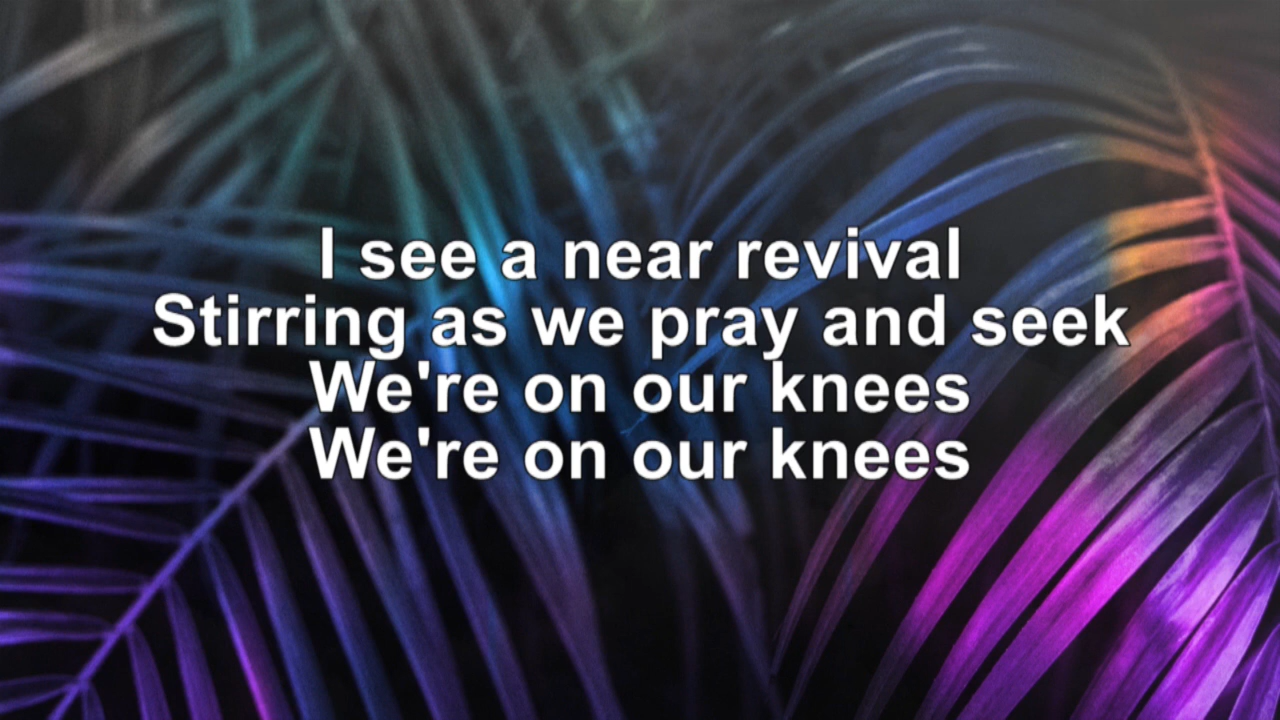 I see a near revival
Stirring as we pray and seek
We're on our knees
We're on our knees